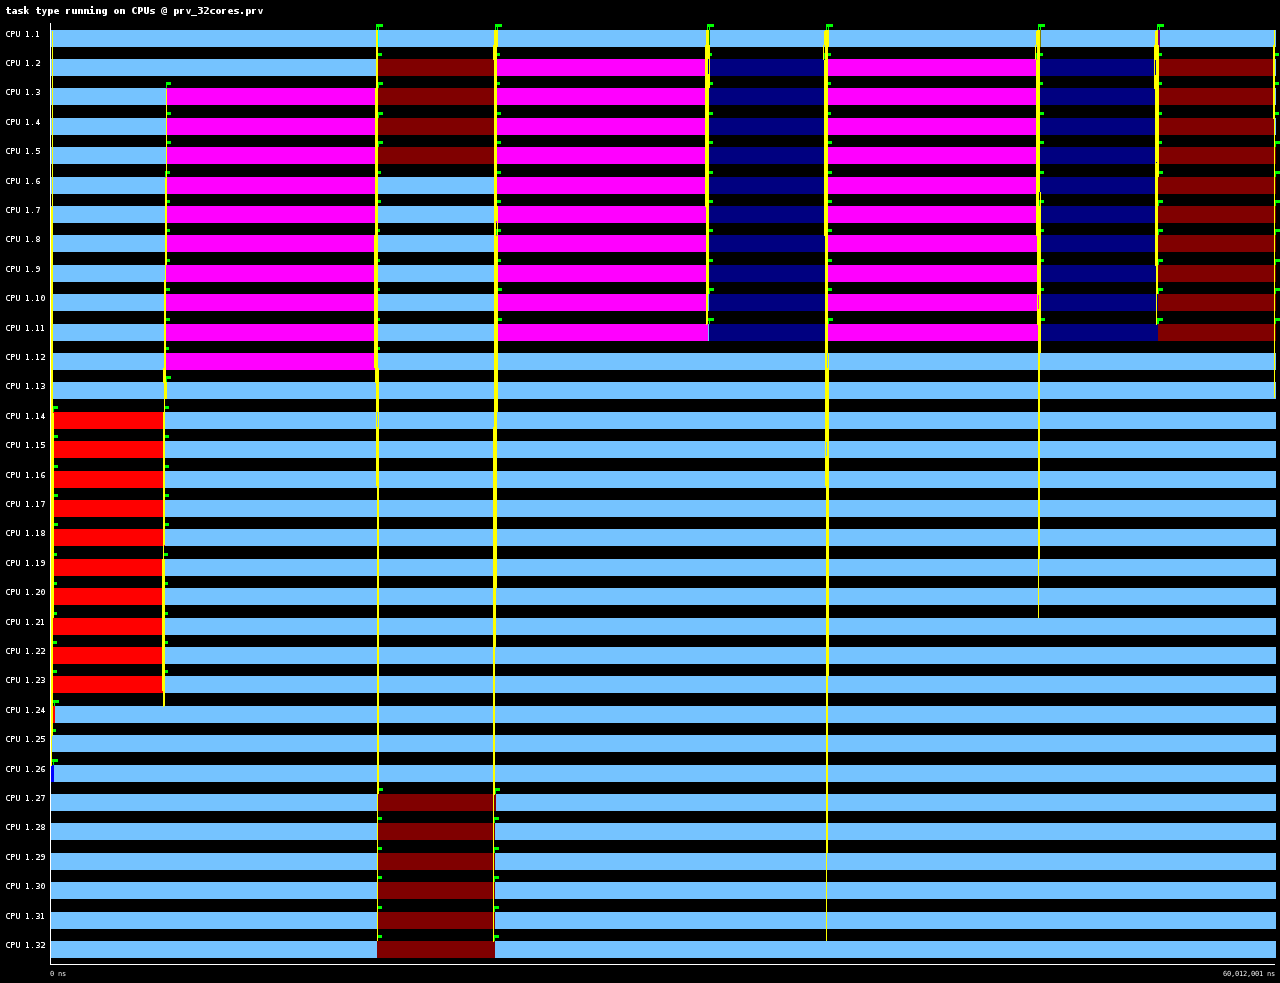 task type running on CPUs @ prv_32cores.prv
CPU 1.1
CPU 1.2
CPU 1.3
CPU 1.4
CPU 1.5
CPU 1.6
CPU 1.7
CPU 1.8
CPU 1.9
CPU 1.10
CPU 1.11
CPU 1.12
CPU 1.13
CPU 1.14
CPU 1.15
CPU 1.16
CPU 1.17
CPU 1.18
CPU 1.19
CPU 1.20
CPU 1.21
CPU 1.22
CPU 1.23
CPU 1.24
CPU 1.25
CPU 1.26
CPU 1.27
CPU 1.28
CPU 1.29
CPU 1.30
CPU 1.31
CPU 1.32
0 ns 60,012,001 ns